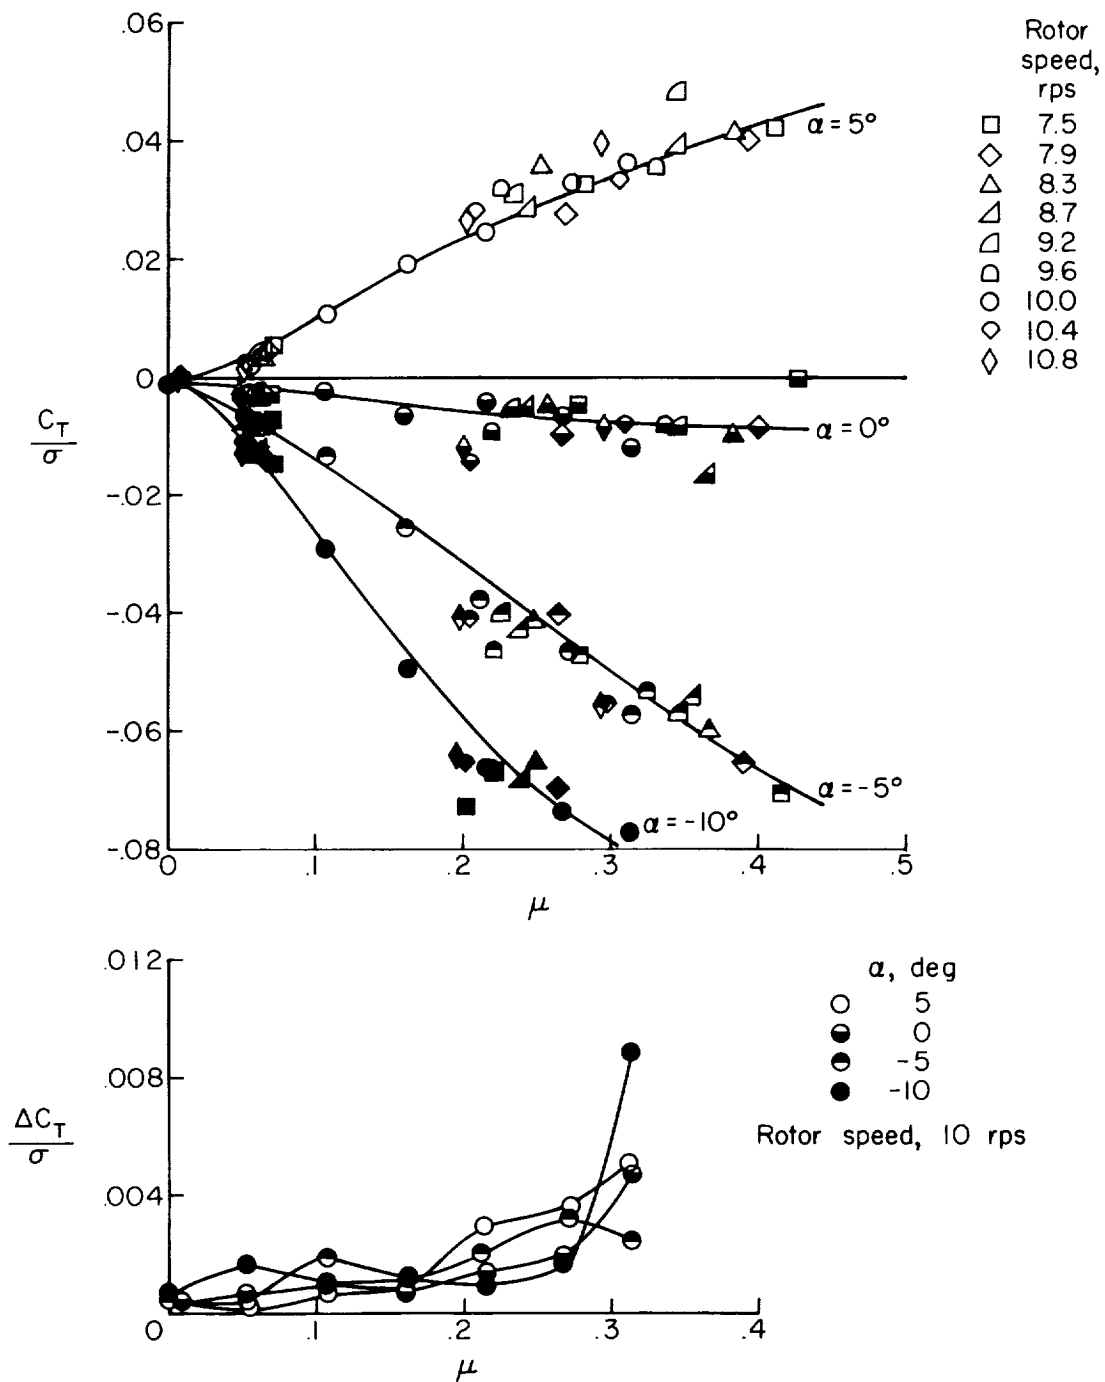 .06
.04
.02
0
-.02
-.04
-.06
-.08
C_T
σ
0
.1
.2
.3
.4
.5
μ
α = 5°
α = 0°
α = -5°
α = -10°
Rotor
speed,
rps
7.5
7.9
8.3
8.7
9.2
9.6
10.0
10.4
10.8
.012
.008
.004
0
ΔC_T
σ
.1
.2
.3
.4
μ
α, deg
5
0
-5
-10
Rotor speed, 10 rps